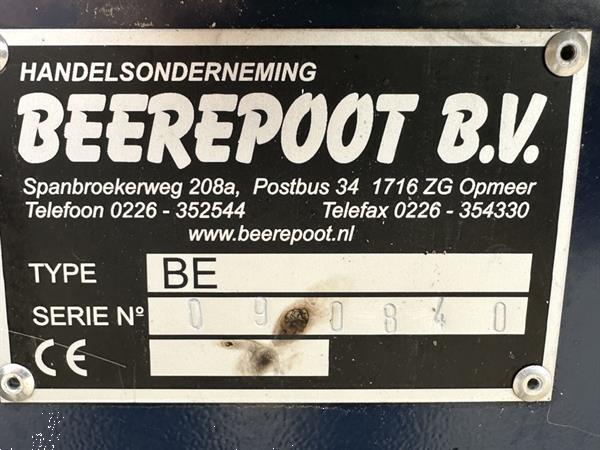 HANDELSONDERNEMING
BEEREPOOT B.V.
Spanbroekerweg 208a, Postbus 34 1716 ZG Opmeer
Telefoon 0226 - 352544 Telefax 0226 - 354330
www.beerepoot.nl
TYPE BE
SERIE Nº 090840
CE